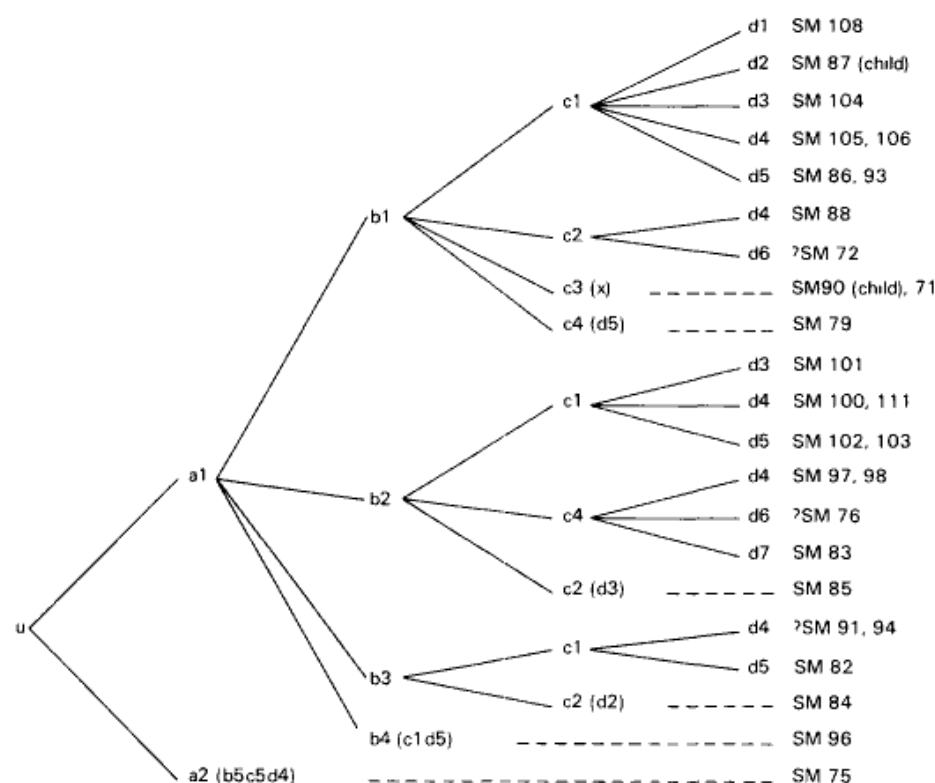 d1 SM 108
d2 SM 87 (child)
c1 d3 SM 104
d4 SM 105, 106
d5 SM 86, 93
b1 d4 SM 88
c2
d6 ?SM 72
c3 (x) SM90 (child), 71
c4 (d5) SM 79
d3 SM 101
c1 d4 SM 100, 111
d5 SM 102, 103
a1 d4 SM 97, 98
b2
c4 d6 ?SM 76
d7 SM 83
c2 (d3) SM 85
u d4 ?SM 91, 94
c1
d5 SM 82
b3
c2 (d2) SM 84
b4 (c1d5) SM 96
a2 (b5c5d4) SM 75